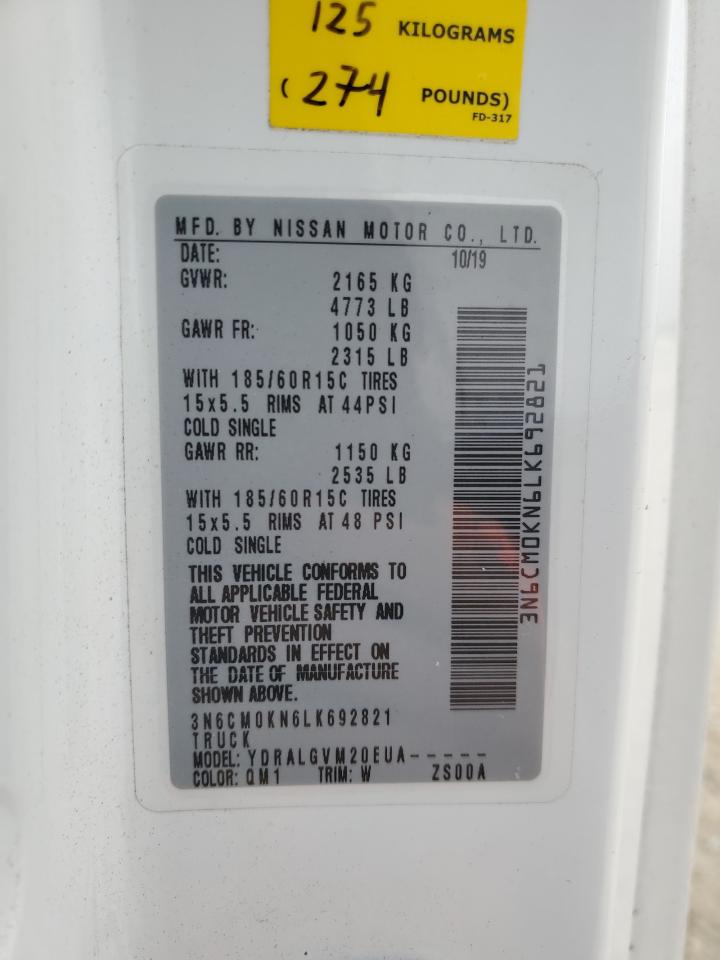 125 KILOGRAMS
(274 POUNDS)
FD-317
MFD. BY NISSAN MOTOR CO., LTD.
DATE: 10/19
GVWR: 2165 KG
4773 LB
GAWR FR: 1050 KG
2315 LB
WITH 185/60R15C TIRES
15x5.5 RIMS AT 44PSI
COLD SINGLE
GAWR RR: 1150 KG
2535 LB
WITH 185/60R15C TIRES
15x5.5 RIMS AT 48 PSI
COLD SINGLE
THIS VEHICLE CONFORMS TO
ALL APPLICABLE FEDERAL
MOTOR VEHICLE SAFETY AND
THEFT PREVENTION
STANDARDS IN EFFECT ON
THE DATE OF MANUFACTURE
SHOWN ABOVE.
3N6CM0KN6LK692821
TRUCK
MODEL: YDRALGVM20EUA-----
COLOR: QM1 TRIM: W ZS00A
3N6CM0KN6LK692821